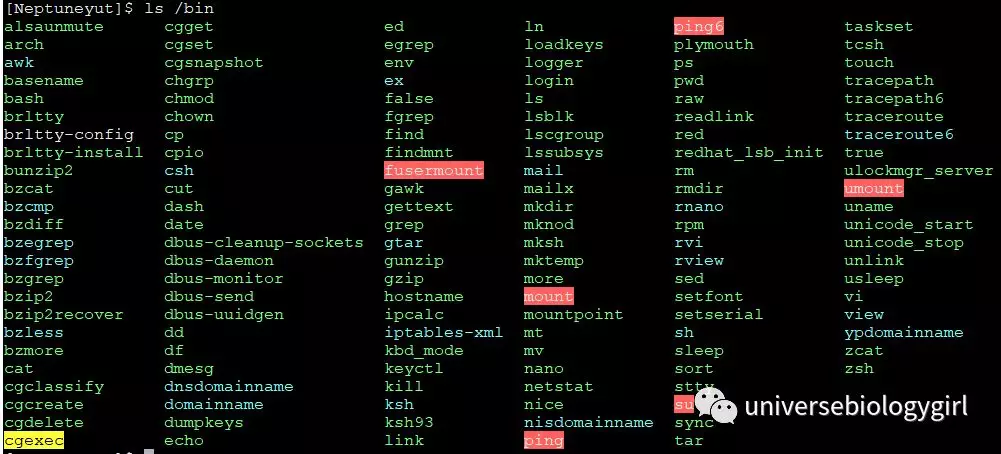 [Neptuneyut]$ ls /bin
alsaunmute cgget ed ln ping6 taskset
arch cgset egrep loadkeys plymouth tcsh
awk cgsnapshot env logger ps touch
basename chgrp ex login pwd tracepath
bash chmod false ls raw tracepath6
brltty chown fgrep lsblk readlink traceroute
brltty-config cp find lscgroup red traceroute6
brltty-install cpio findmnt lssubsys redhat_lsb_init true
bunzip2 csh fusermount mail rm ulockmgr_server
bzcat cut gawk mailx rmdir umount
bzcmp dash gettext mkdir rnano uname
bzdiff date grep mknod rpm unicode_start
bzegrep dbus-cleanup-sockets gtar mksh rvi unicode_stop
bzfgrep dbus-daemon gunzip mktemp rview unlink
bzgrep dbus-monitor gzip more sed usleep
bzip2 dbus-send hostname mount setfont vi
bzip2recover dbus-uuidgen ipcalc mountpoint setserial view
bzless dd iptables-xml mt sh ypdomainname
bzmore df kbd_mode mv sleep zcat
cat dmesg keyctl nano sort zsh
cgclassify dnsdomainname kill netstat stty
cgcreate domainname ksh nice su
cgdelete dumpkeys ksh93 nisdomainname sync
cgexec echo link ping tar
universebiologygirl